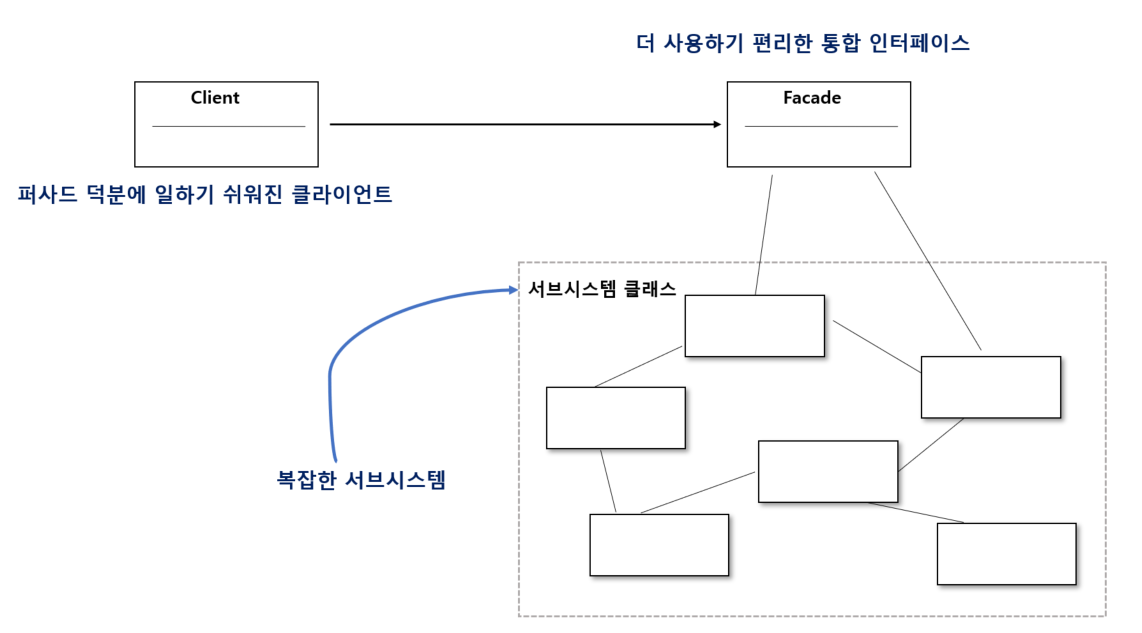 더 사용하기 편리한 통합 인터페이스
Client
Facade
퍼사드 덕분에 일하기 쉬워진 클라이언트
서브시스템 클래스
복잡한 서브시스템